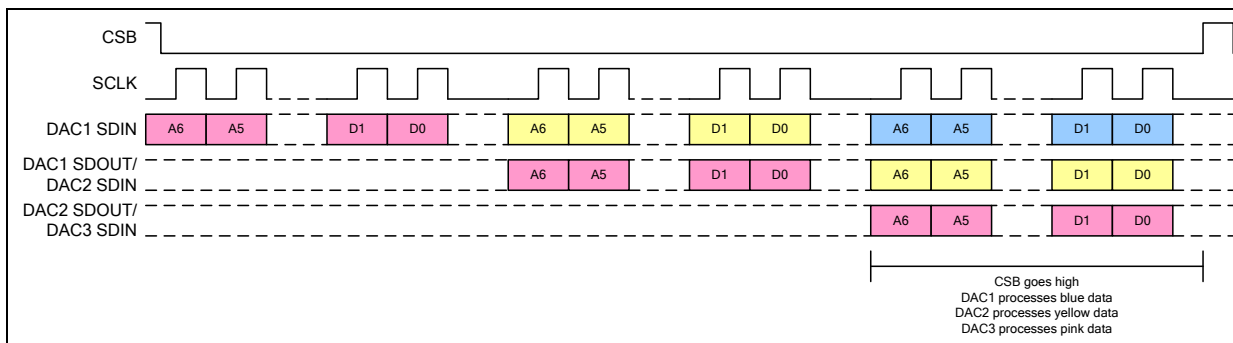 CSB
SCLK
DAC1 SDIN A6 A5 D1 D0 A6 A5 D1 D0 A6 A5 D1 D0
DAC1 SDOUT/
DAC2 SDIN A6 A5 D1 D0 A6 A5 D1 D0
DAC2 SDOUT/
DAC3 SDIN A6 A5 D1 D0
CSB goes high
DAC1 processes blue data
DAC2 processes yellow data
DAC3 processes pink data